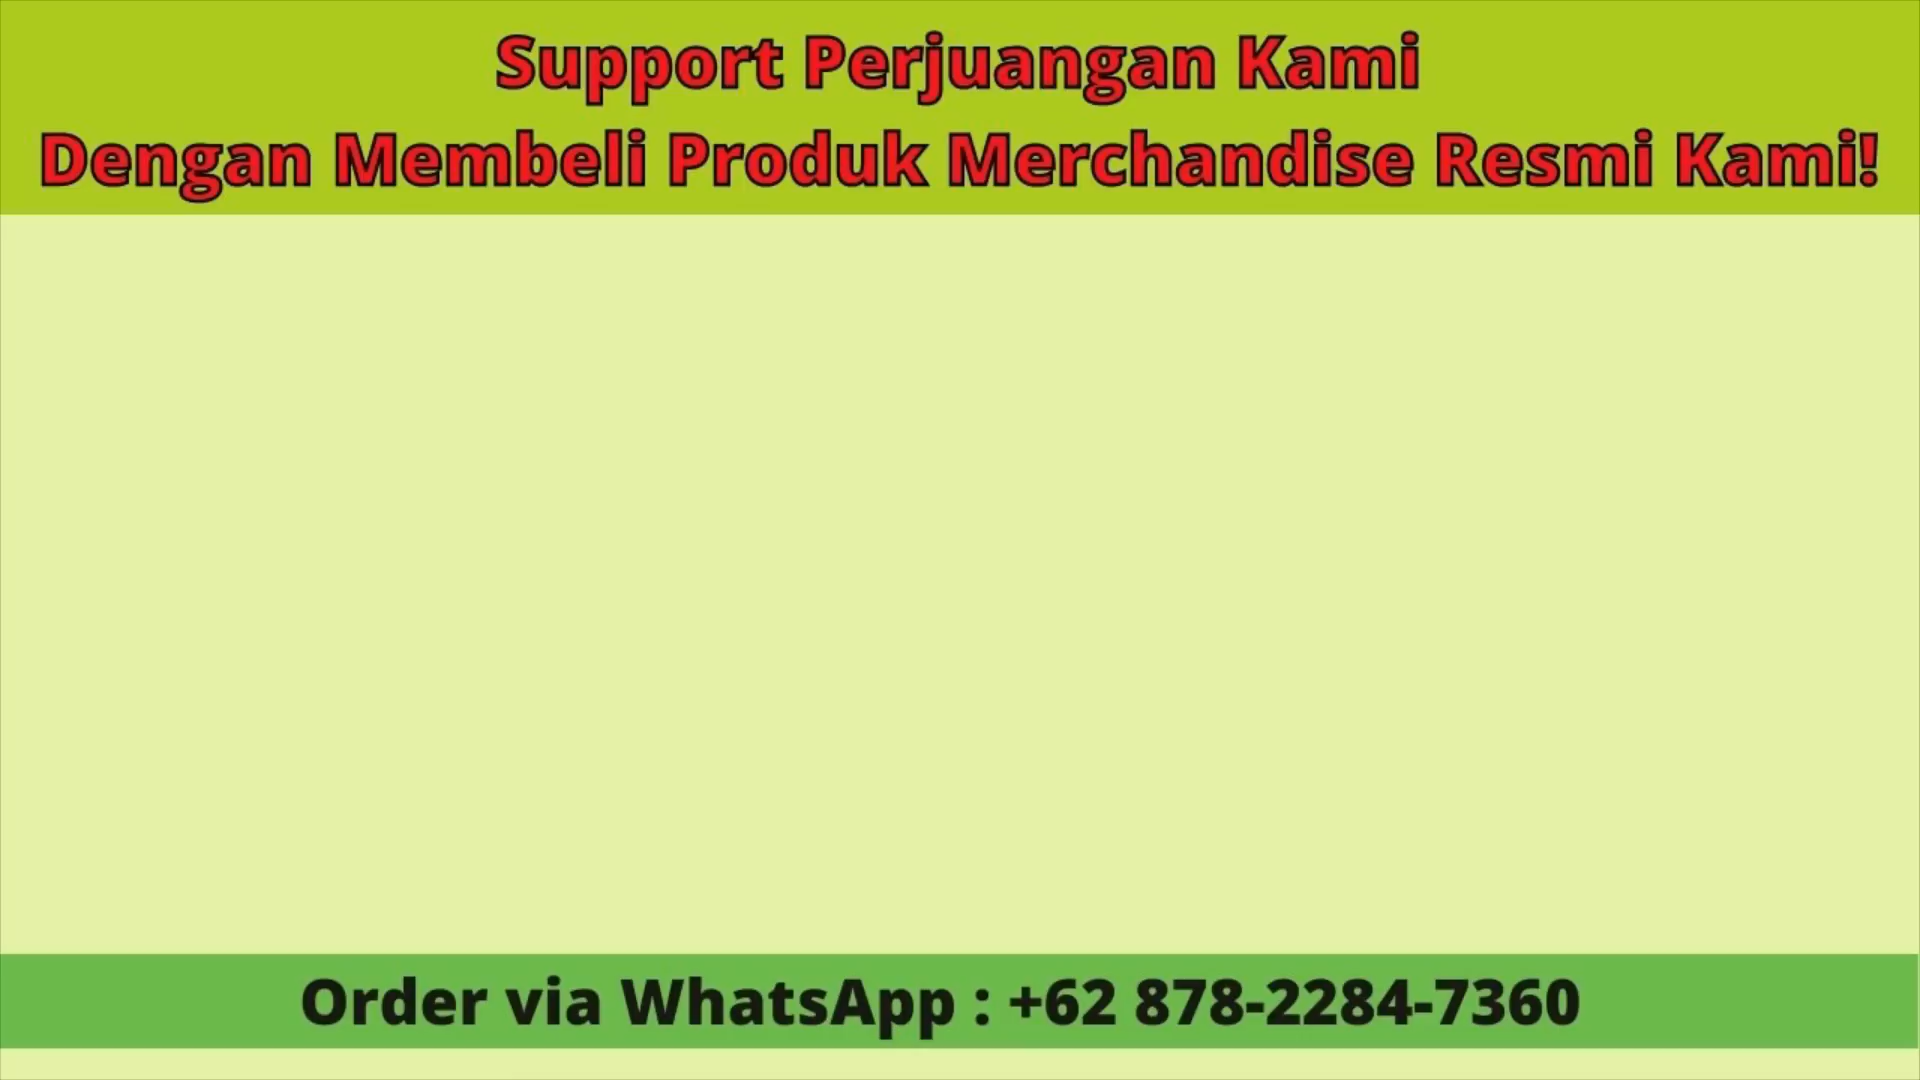 Support Perjuangan Kami
Dengan Membeli Produk Merchandise Resmi Kami!
Order via WhatsApp : +62 878-2284-7360